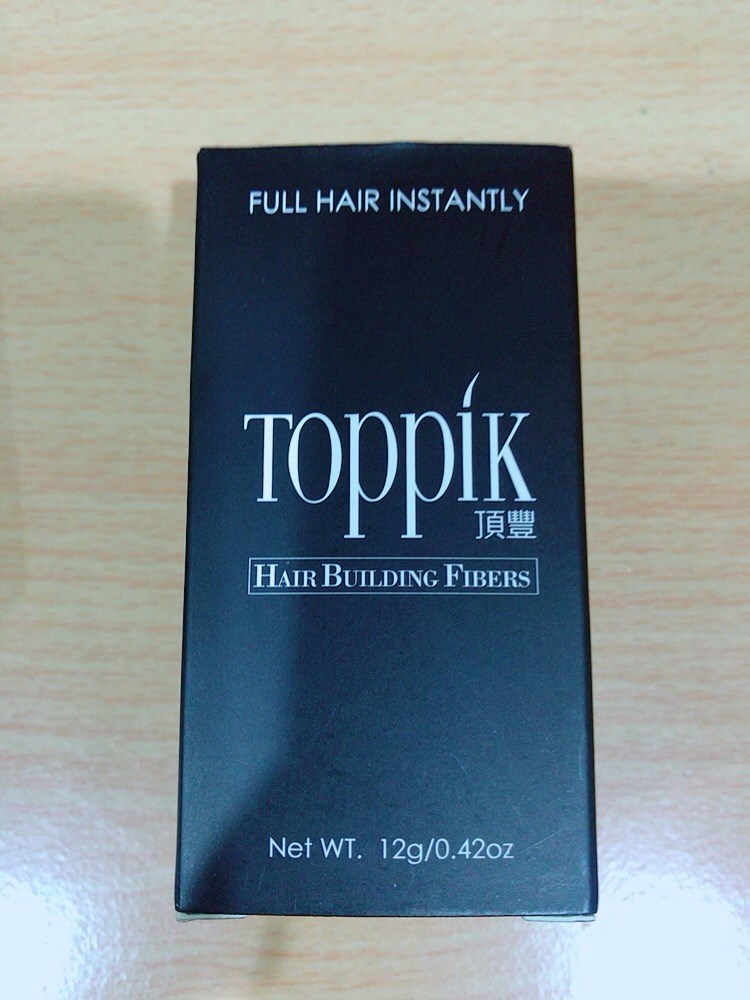 FULL HAIR INSTANTLY
Toppik
頂豐
HAIR BUILDING FIBERS
Net WT. 12g/0.42oz